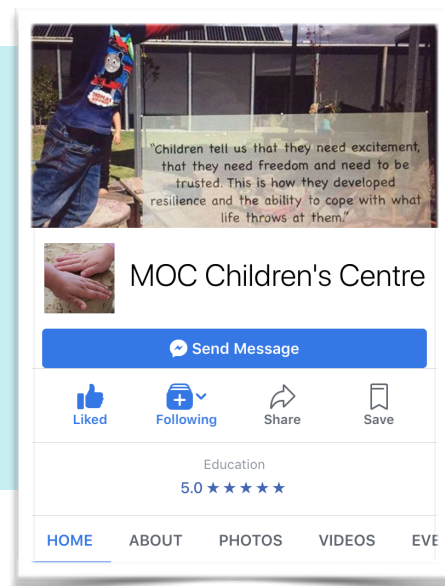 "Children tell us that they need excitement,
that they need freedom and need to be
trusted. This is how they developed
resilience and the ability to cope with what
life throws at them."
MOC Children's Centre
Send Message
Liked
Following
Share
Save
Education
5.0 ★★★★★
HOME ABOUT PHOTOS VIDEOS EVE